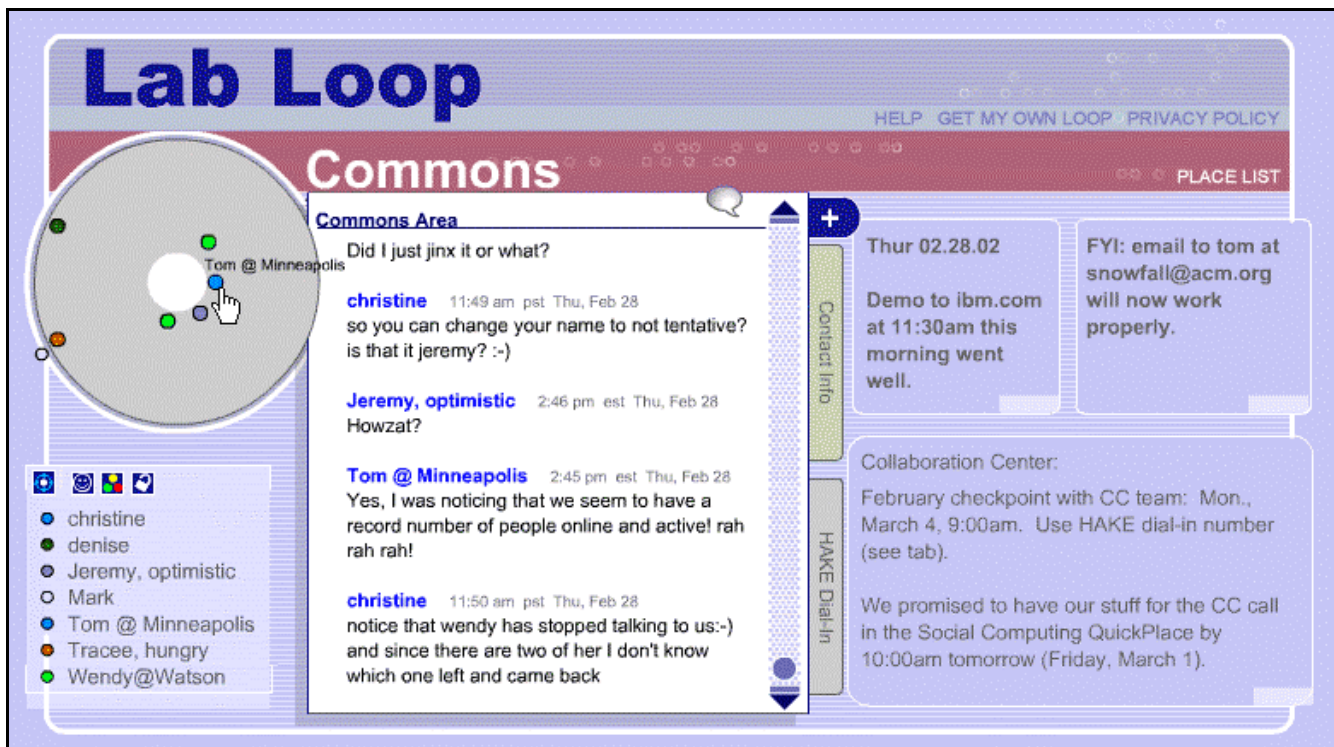 Lab Loop
HELP GET MY OWN LOOP PRIVACY POLICY
Commons
PLACE LIST
Tom @ Minneapolis
Commons Area
Did I just jinx it or what?
christine 11:49 am pst Thu, Feb 28
so you can change your name to not tentative?
is that it jeremy? :-)
Jeremy, optimistic 2:46 pm est Thu, Feb 28
Howzat?
Tom @ Minneapolis 2:45 pm est Thu, Feb 28
Yes, I was noticing that we seem to have a
record number of people online and active! rah
rah rah!
christine 11:50 am pst Thu, Feb 28
notice that wendy has stopped talking to us:-)
and since there are two of her I don't know
which one left and came back
+
Contact Info
HAKE Dial-In
Thur 02.28.02
Demo to ibm.com
at 11:30am this
morning went
well.
FYI: email to tom at
snowfall@acm.org
will now work
properly.
Collaboration Center:
February checkpoint with CC team: Mon.,
March 4, 9:00am. Use HAKE dial-in number
(see tab).
We promised to have our stuff for the CC call
in the Social Computing QuickPlace by
10:00am tomorrow (Friday, March 1).
christine
denise
Jeremy, optimistic
Mark
Tom @ Minneapolis
Tracee, hungry
Wendy@Watson